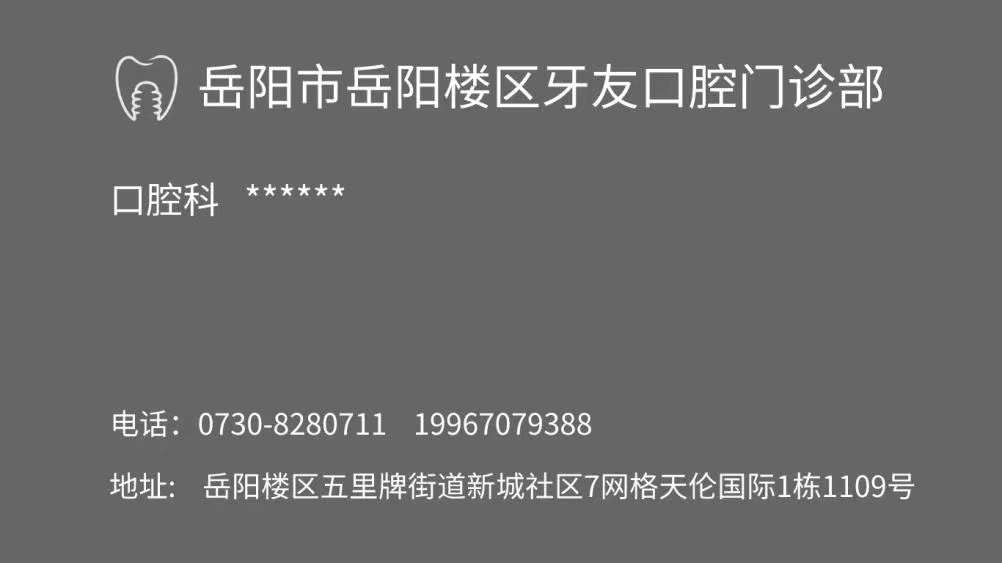 岳阳市岳阳楼区牙友口腔门诊部
口腔科 ******
电话：0730-8280711 19967079388
地址: 岳阳楼区五里牌街道新城社区7网格天伦国际1栋1109号